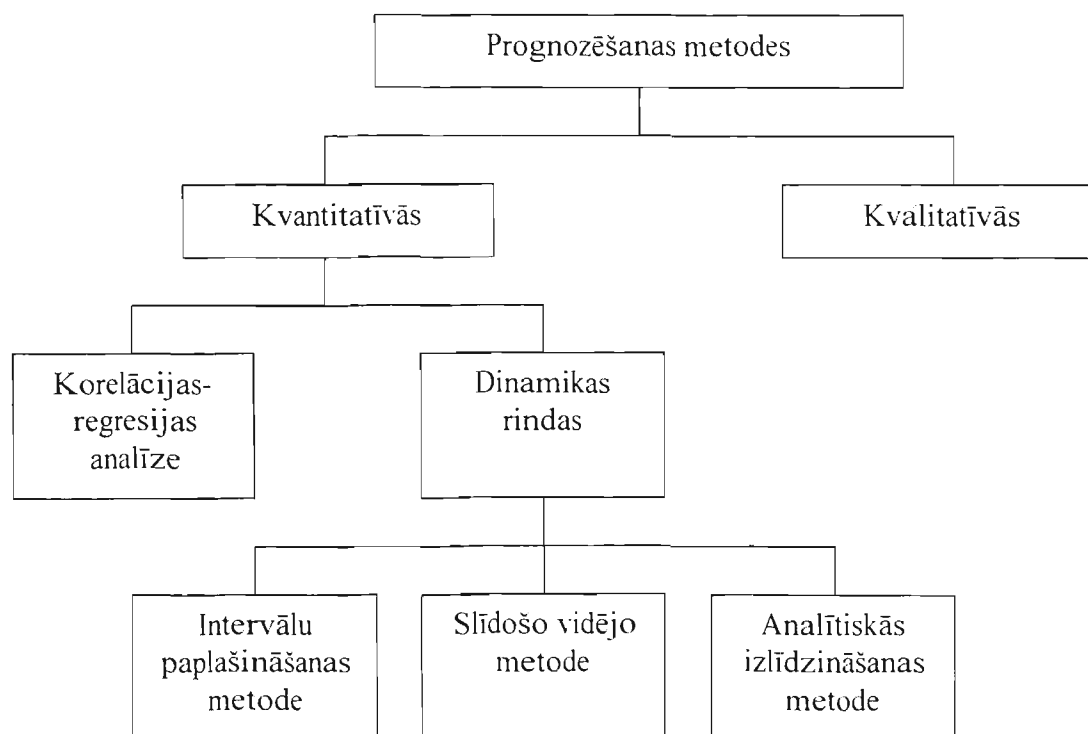 Prognozēšanas metodes
Kvantitatīvās
Kvalitatīvās
Korelācijas-
regresijas
analīze
Dinamikas
rindas
Intervālu
paplašināšanas
metode
Slīdošo vidējo
metode
Analītiskās
izlīdzināšanas
metode